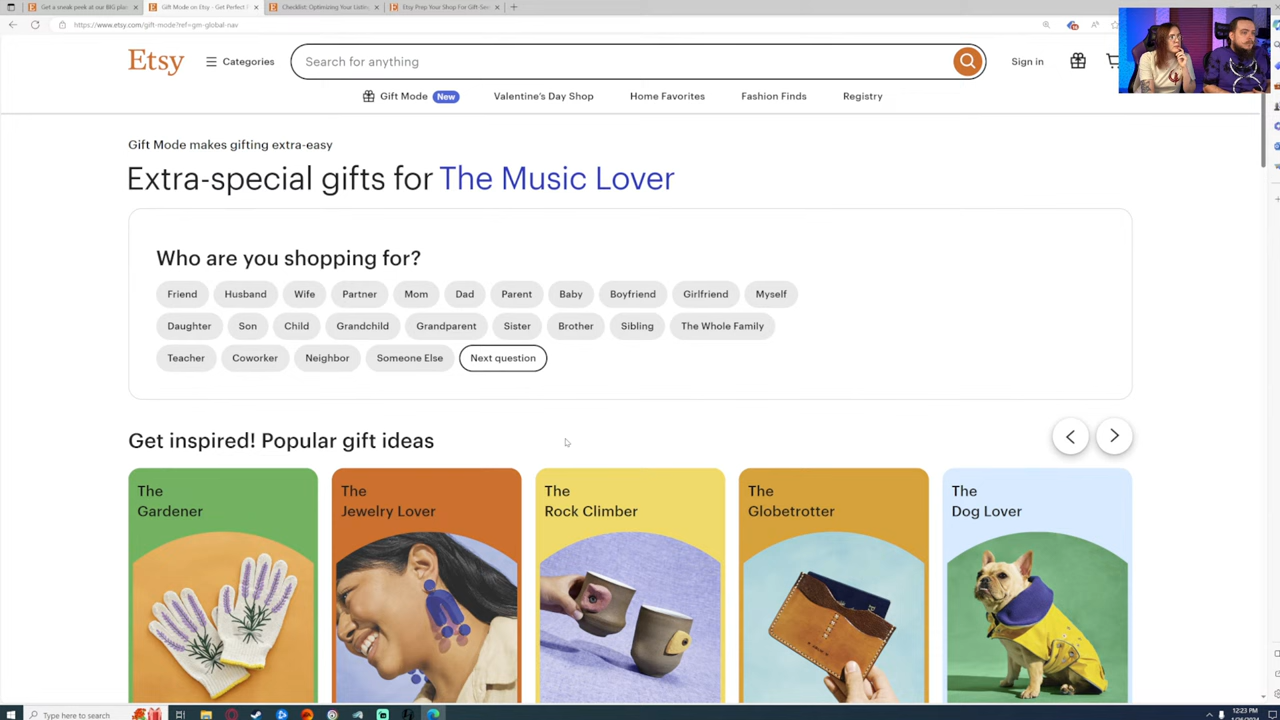 Get a sneak peek at our BIG plan
Gift Mode on Etsy - Get Perfect
Checklist: Optimizing Your Listing
Etsy Prep Your Shop For Gift-See
https://www.etsy.com/gift-mode?ref=gm-global-nav
Etsy
Categories
Search for anything
Sign in
Gift Mode New
Valentine's Day Shop
Home Favorites
Fashion Finds
Registry
Gift Mode makes gifting extra-easy
Extra-special gifts for The Music Lover
Who are you shopping for?
Friend Husband Wife Partner Mom Dad Parent Baby Boyfriend Girlfriend Myself
Daughter Son Child Grandchild Grandparent Sister Brother Sibling The Whole Family
Teacher Coworker Neighbor Someone Else Next question
Get inspired! Popular gift ideas
The
Gardener
The
Jewelry Lover
The
Rock Climber
The
Globetrotter
The
Dog Lover
Type here to search
12:23 PM